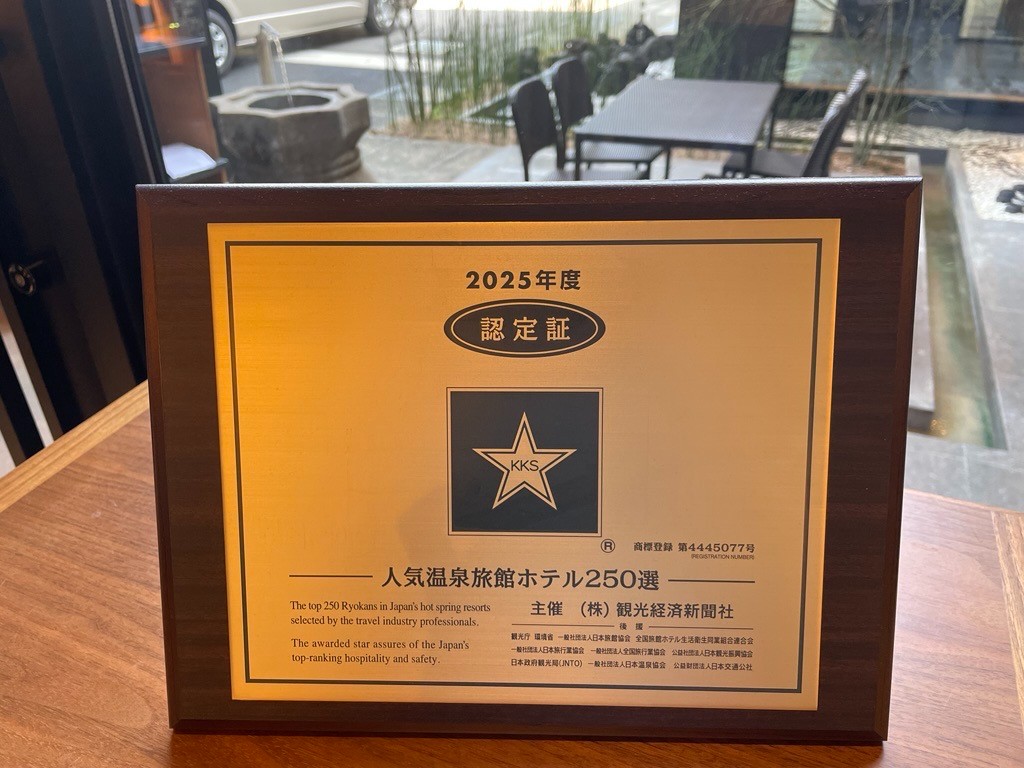 2025年度
認定証
KKS
®
商標登録 第4445077号
(REGISTRATION NUMBER)
人気温泉旅館ホテル250選
The top 250 Ryokans in Japan's hot spring resorts
selected by the travel industry professionals.
The awarded star assures of the Japan's
top-ranking hospitality and safety.
主催 (株)観光経済新聞社
後援
観光庁 環境省 一般社団法人日本旅館協会 全国旅館ホテル生活衛生同業組合連合会
一般社団法人日本旅行業協会 一般社団法人全国旅行業協会 公益社団法人日本観光振興協会
日本政府観光局(JNTO) 一般社団法人日本温泉協会 公益財団法人日本交通公社